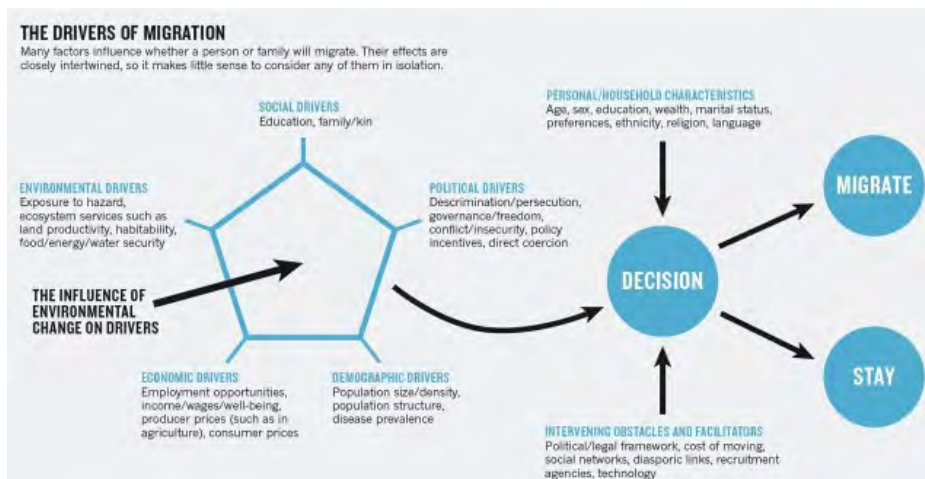 THE DRIVERS OF MIGRATION
Many factors influence whether a person or family will migrate. Their effects are
closely intertwined, so it makes little sense to consider any of them in isolation.
SOCIAL DRIVERS
Education, family/kin
ENVIRONMENTAL DRIVERS
Exposure to hazard,
ecosystem services such as
land productivity, habitability,
food/energy/water security
POLITICAL DRIVERS
Descrimination/persecution,
governance/freedom,
conflict/insecurity, policy
incentives, direct coercion
THE INFLUENCE OF
ENVIRONMENTAL
CHANGE ON DRIVERS
ECONOMIC DRIVERS
Employment opportunities,
income/wages/well-being,
producer prices (such as in
agriculture), consumer prices
DEMOGRAPHIC DRIVERS
Population size/density,
population structure,
disease prevalence
PERSONAL/HOUSEHOLD CHARACTERISTICS
Age, sex, education, wealth, marital status,
preferences, ethnicity, religion, language
DECISION
MIGRATE
STAY
INTERVENING OBSTACLES AND FACILITATORS
Political/legal framework, cost of moving,
social networks, diasporic links, recruitment
agencies, technology